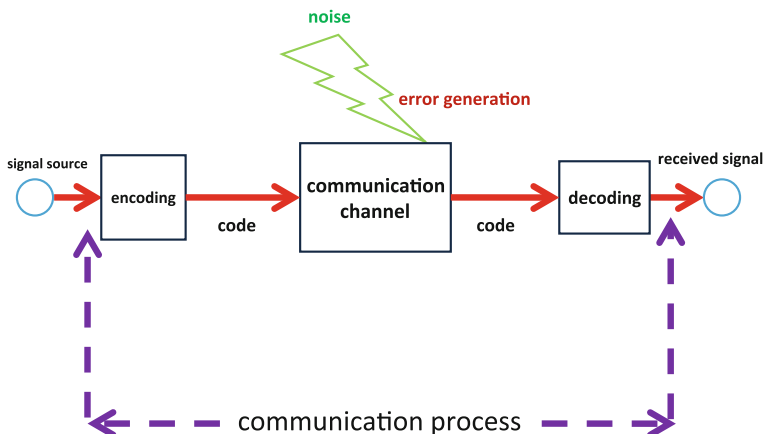 noise
error generation
signal source
encoding
code
communication
channel
code
decoding
received signal
communication process